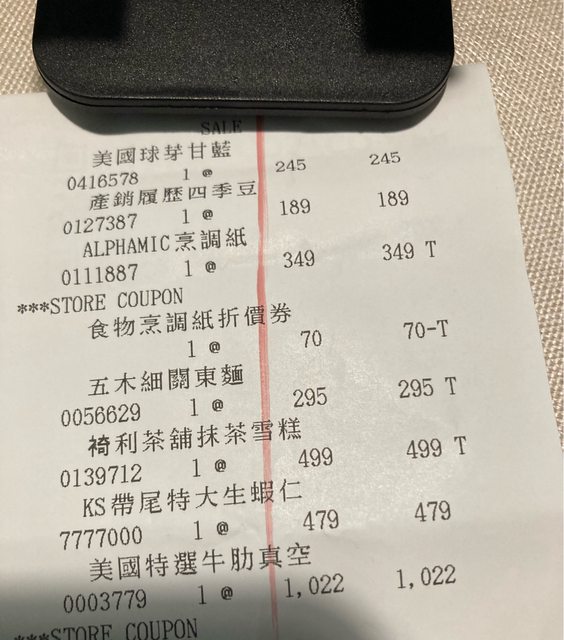 SALE
美國球芽甘藍
0416578 1 @ 245 245
產銷履歷四季豆
0127387 1 @ 189 189
ALPHAMIC烹調紙
0111887 1 @ 349 349 T
***STORE COUPON
食物烹調紙折價券
1 @ 70 70-T
五木細關東麵
0056629 1 @ 295 295 T
裿利茶舖抹茶雪糕
0139712 1 @ 499 499 T
KS帶尾特大生蝦仁
7777000 1 @ 479 479
美國特選牛肋真空
0003779 1 @ 1,022 1,022
***STORE COUPON